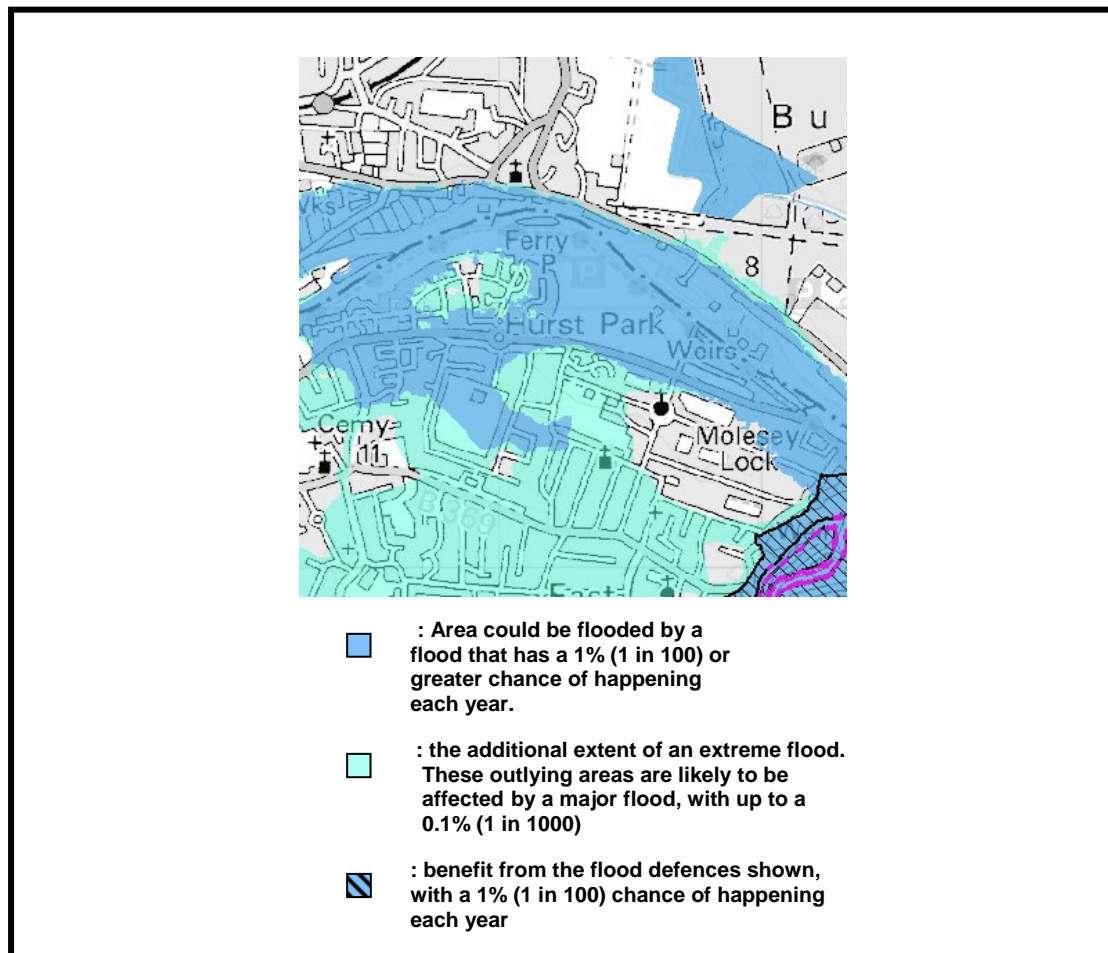 B u
Wks
Ferry
P
P
8
P
Hurst Park
Weirs
Cemy
11
Molesey
Lock
B 369
East
: Area could be flooded by a
flood that has a 1% (1 in 100) or
greater chance of happening
each year.
: the additional extent of an extreme flood.
These outlying areas are likely to be
affected by a major flood, with up to a
0.1% (1 in 1000)
: benefit from the flood defences shown,
with a 1% (1 in 100) chance of happening
each year